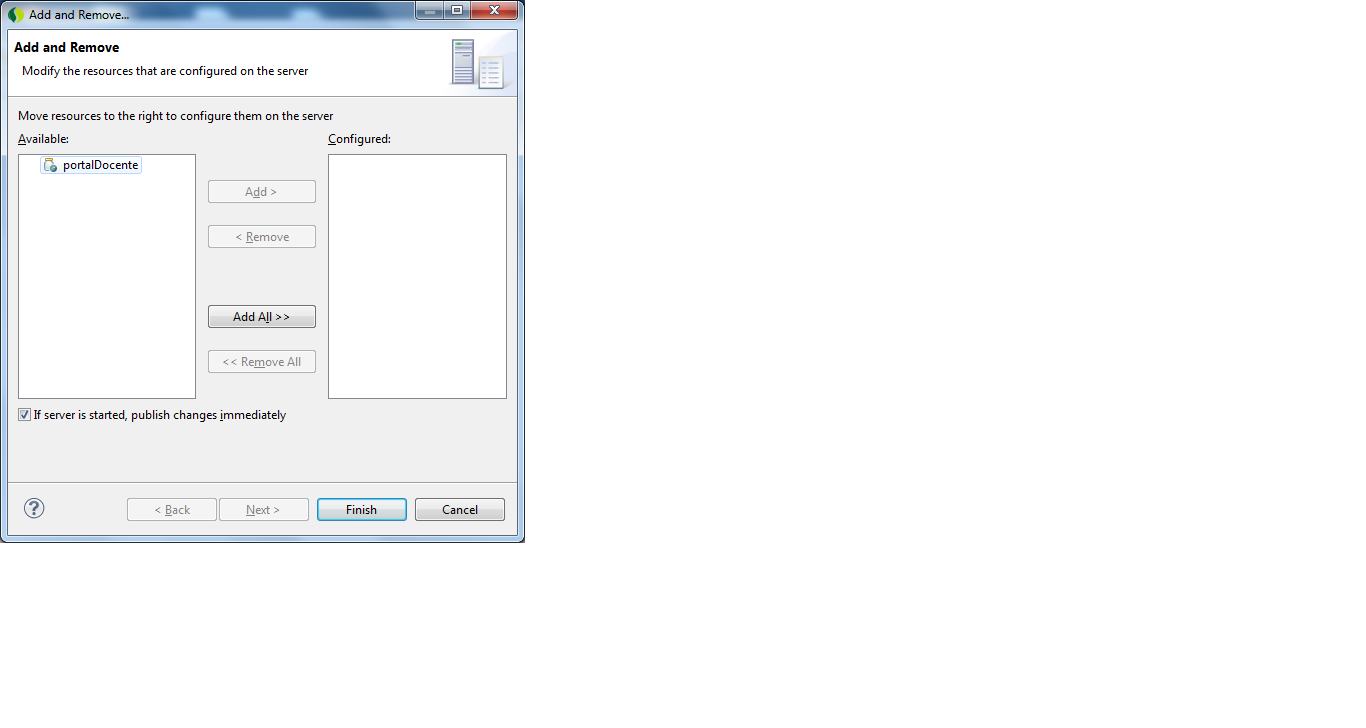 Add and Remove...
Add and Remove
Modify the resources that are configured on the server
Move resources to the right to configure them on the server
Available:
Configured:
portalDocente
Add >
< Remove
Add All >>
<< Remove All
If server is started, publish changes immediately
?
< Back
Next >
Finish
Cancel